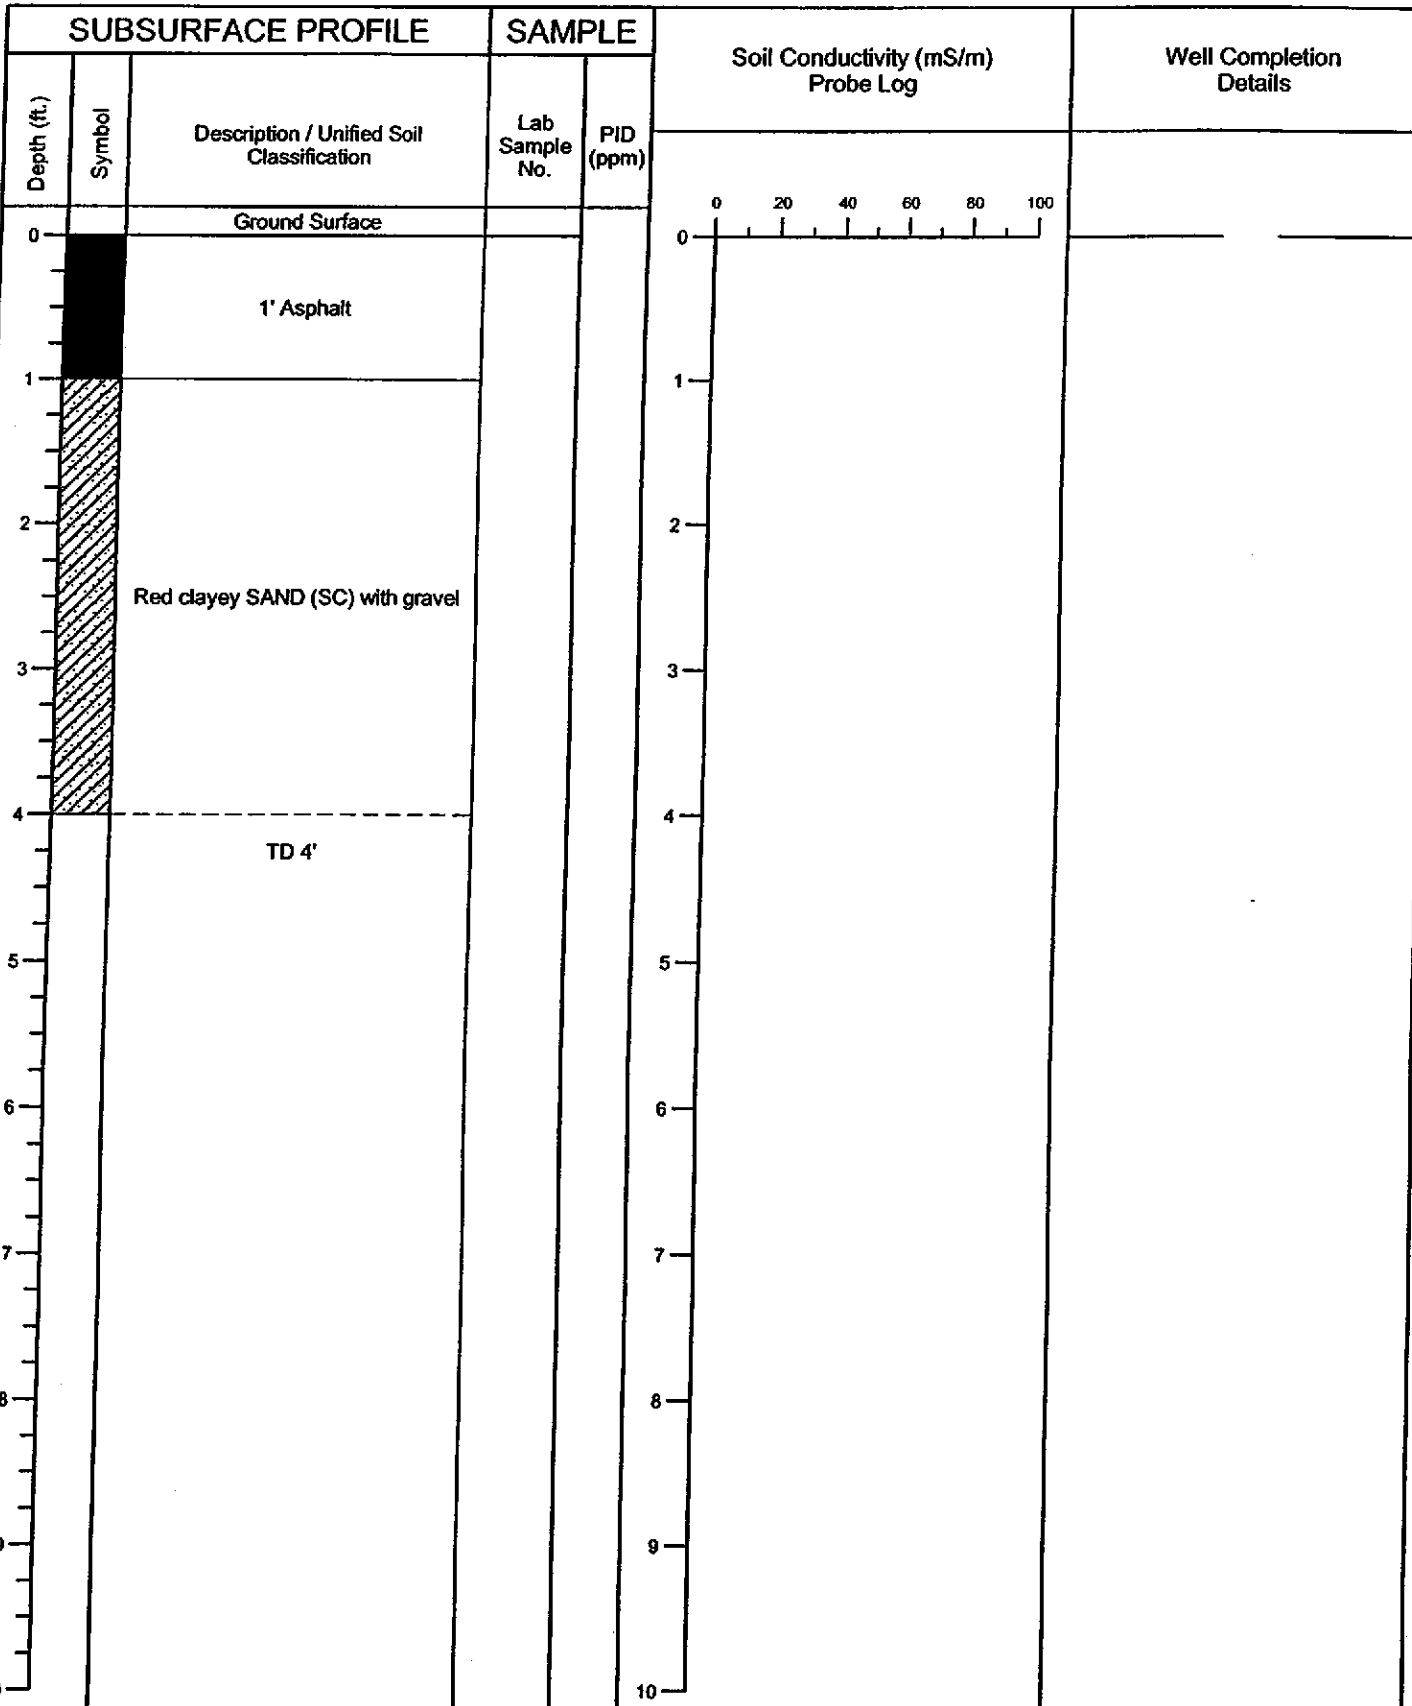 SUBSURFACE PROFILE
SAMPLE
Soil Conductivity (mS/m)
Probe Log
Well Completion
Details
Depth (ft.)
Symbol
Description / Unified Soil
Classification
Lab
Sample
No.
PID
(ppm)
Ground Surface
0 20 40 60 80 100
0
0
1' Asphalt
1
1
2
2
Red clayey SAND (SC) with gravel
3
3
4
4
TD 4'
5
5
6
6
7
7
8
8
9
10